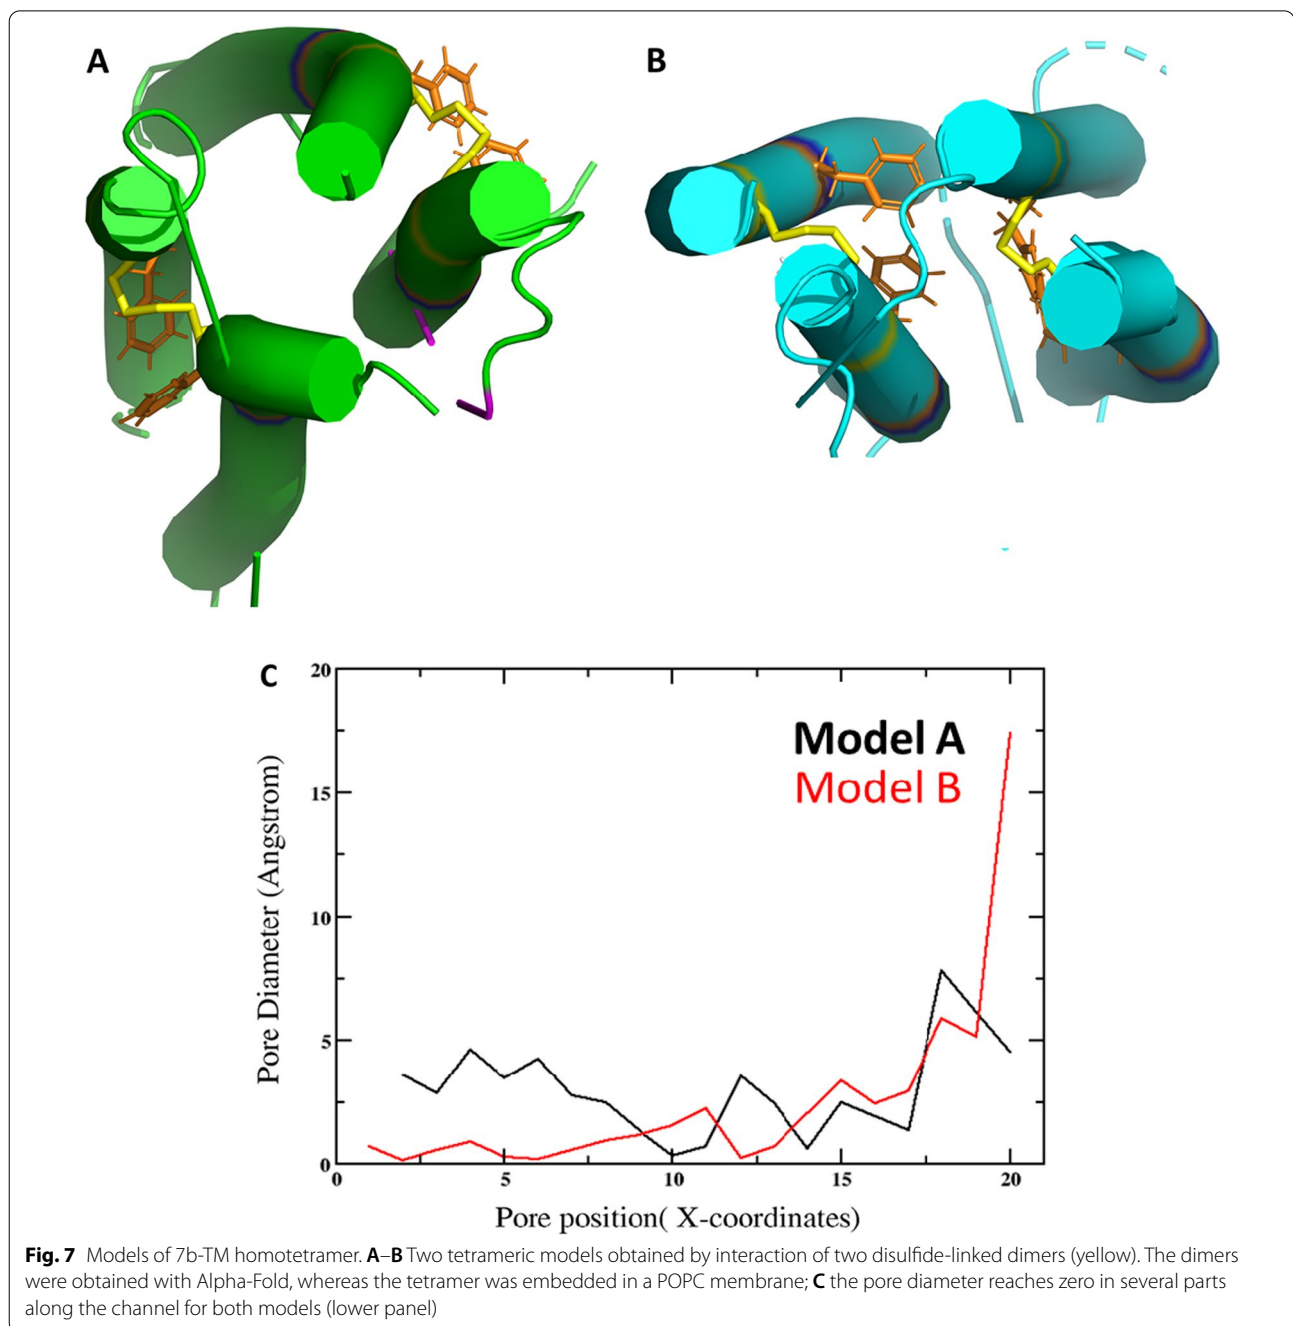 A
B
C
20
15
10
5
0
Pore Diameter (Angstrom)
Model A
Model B
0 5 10 15 20
Pore position( X-coordinates)
Fig. 7 Models of 7b-TM homotetramer. A–B Two tetrameric models obtained by interaction of two disulfide-linked dimers (yellow). The dimers
were obtained with Alpha-Fold, whereas the tetramer was embedded in a POPC membrane; C the pore diameter reaches zero in several parts
along the channel for both models (lower panel)